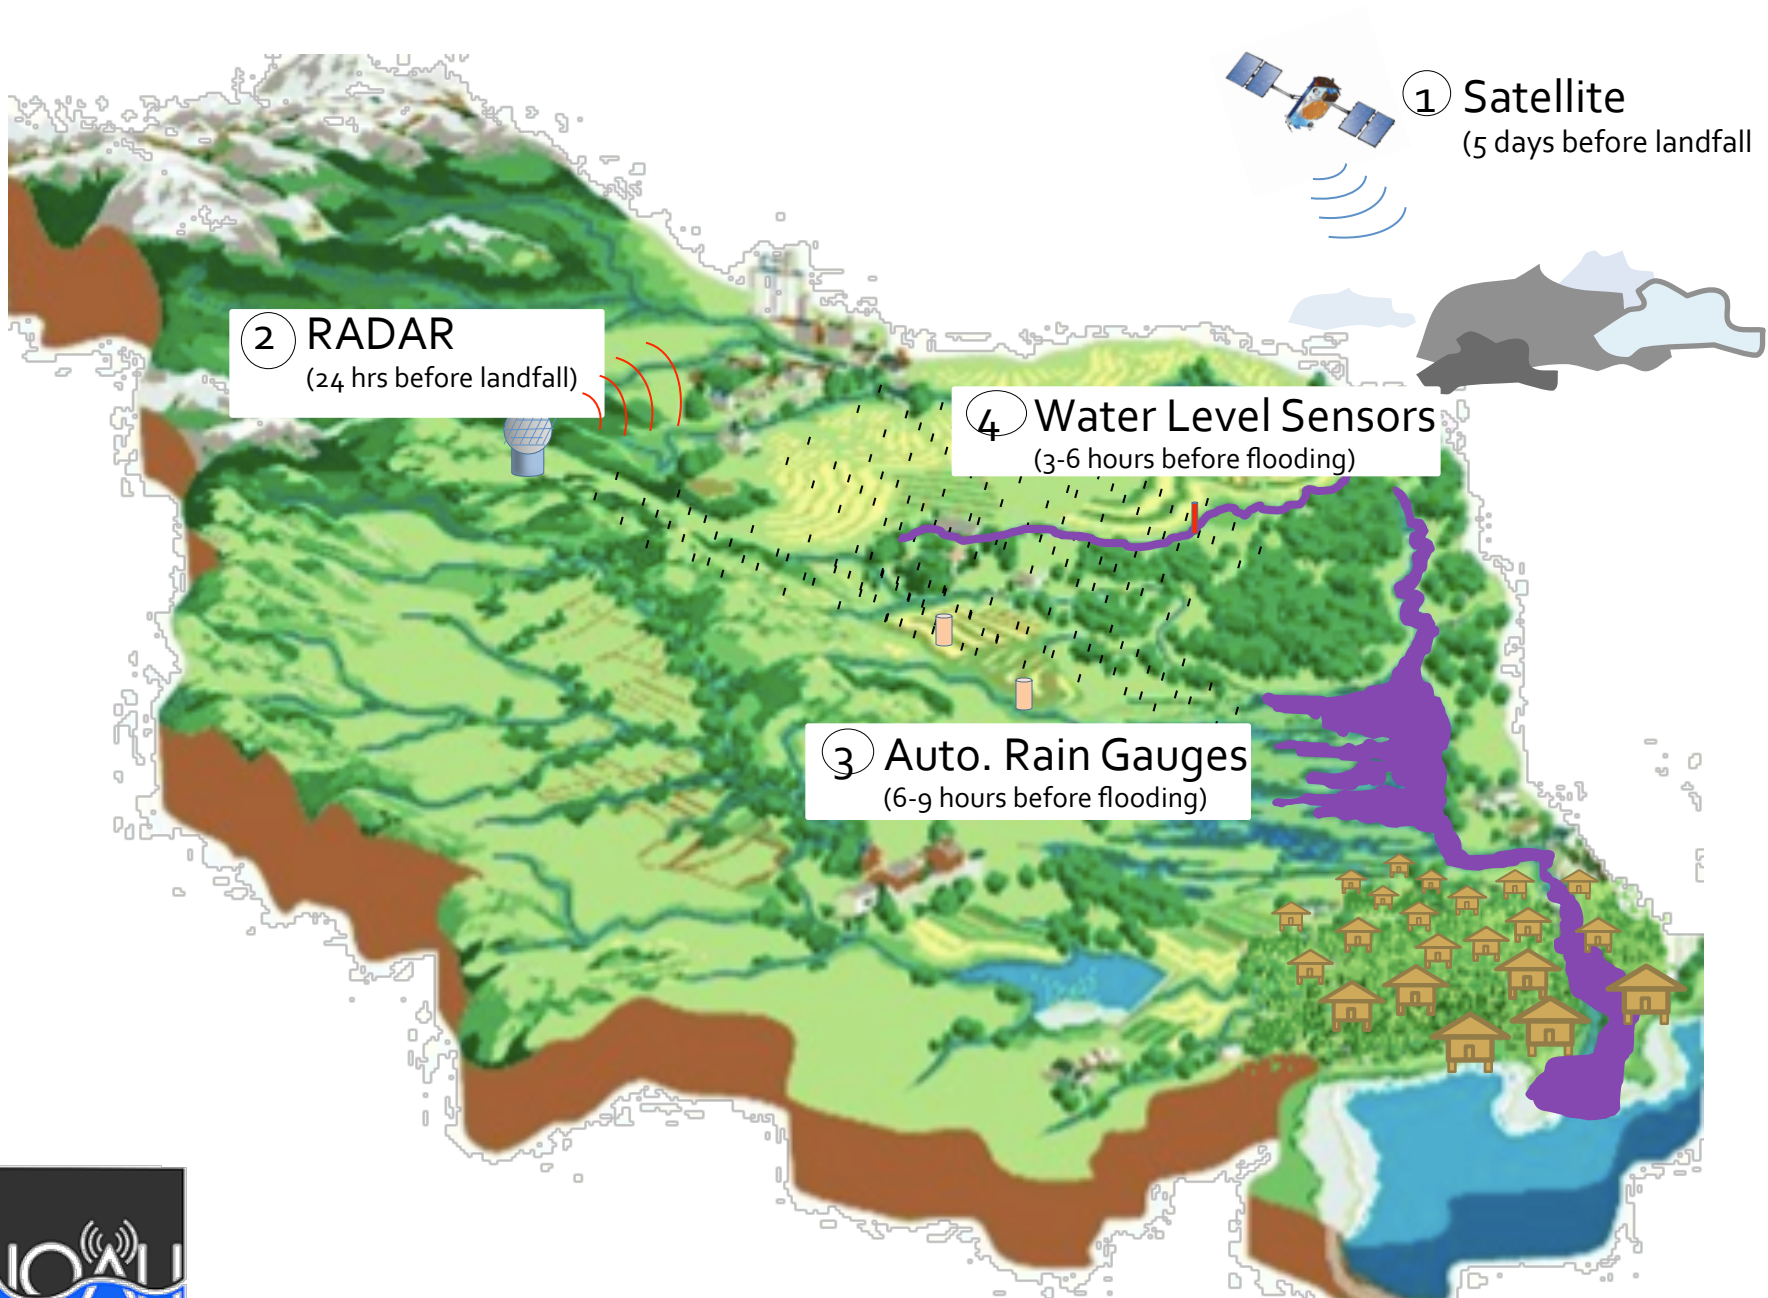 1 Satellite
(5 days before landfall
2 RADAR
(24 hrs before landfall)
4 Water Level Sensors
(3-6 hours before flooding)
3 Auto. Rain Gauges
(6-9 hours before flooding)